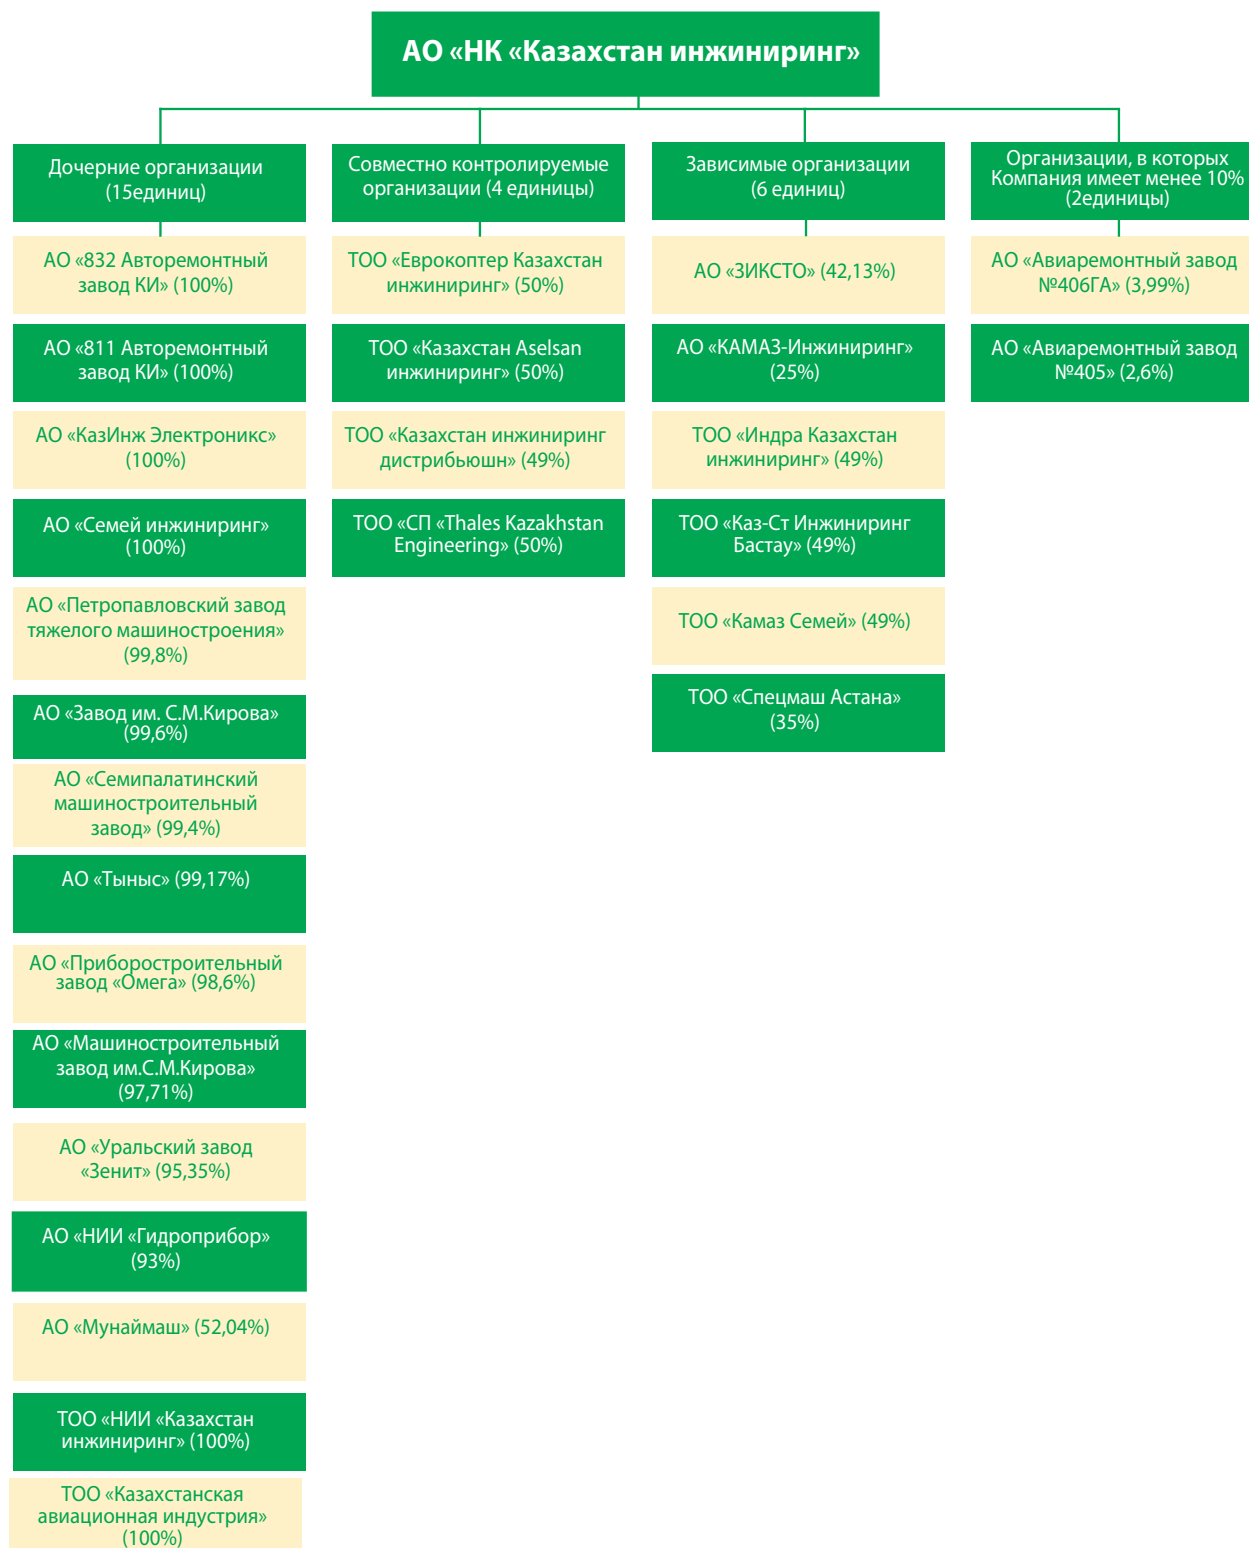 АО «НК «Казахстан инжиниринг»
Дочерние организации
(15единиц)
АО «832 Авторемонтный
завод КИ» (100%)
АО «811 Авторемонтный
завод КИ» (100%)
АО «КазИнж Электроникс»
(100%)
АО «Семей инжиниринг»
(100%)
АО «Петропавловский завод
тяжелого машиностроения»
(99,8%)
АО «Завод им. С.М.Кирова»
(99,6%)
АО «Семипалатинский
машиностроительный
завод» (99,4%)
АО «Тыныс» (99,17%)
АО «Приборостроительный
завод «Омега» (98,6%)
АО «Машиностроительный
завод им.С.М.Кирова»
(97,71%)
АО «Уральский завод
«Зенит» (95,35%)
АО «НИИ «Гидроприбор»
(93%)
АО «Мунаймаш» (52,04%)
ТОО «НИИ «Казахстан
инжиниринг» (100%)
ТОО «Казахстанская
авиационная индустрия»
(100%)
Совместно контролируемые
организации (4 единицы)
ТОО «Еврокоптер Казахстан
инжиниринг» (50%)
ТОО «Казахстан Aselsan
инжиниринг» (50%)
ТОО «Казахстан инжиниринг
дистрибьюшн» (49%)
ТОО «СП «Thales Kazakhstan
Engineering» (50%)
Зависимые организации
(6 единиц)
АО «ЗИКСТО» (42,13%)
АО «КАМАЗ-Инжиниринг»
(25%)
ТОО «Индра Казахстан
инжиниринг» (49%)
ТОО «Каз-Ст Инжиниринг
Бастау» (49%)
ТОО «Камаз Семей» (49%)
ТОО «Спецмаш Астана»
(35%)
Организации, в которых
Компания имеет менее 10%
(2единицы)
АО «Авиаремонтный завод
№406ГА» (3,99%)
АО «Авиаремонтный завод
№405» (2,6%)